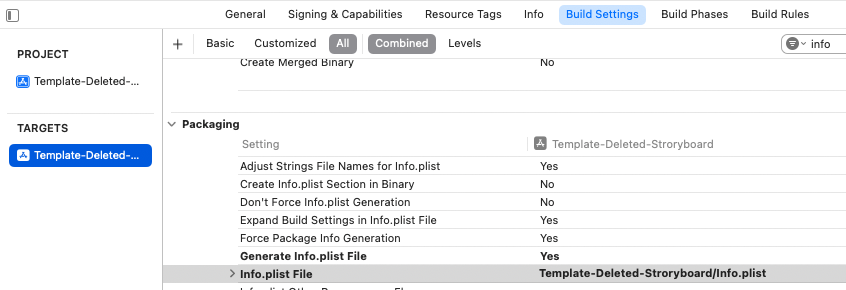 General Signing & Capabilities Resource Tags Info Build Settings Build Phases Build Rules
+ Basic Customized All Combined Levels info
PROJECT
Template-Deleted-...
TARGETS
Template-Deleted-...
Create Merged Binary No
Packaging
Setting Template-Deleted-Stroryboard
Adjust Strings File Names for Info.plist Yes
Create Info.plist Section in Binary No
Don't Force Info.plist Generation No
Expand Build Settings in Info.plist File Yes
Force Package Info Generation Yes
Generate Info.plist File Yes
Info.plist File Template-Deleted-Stroryboard/Info.plist